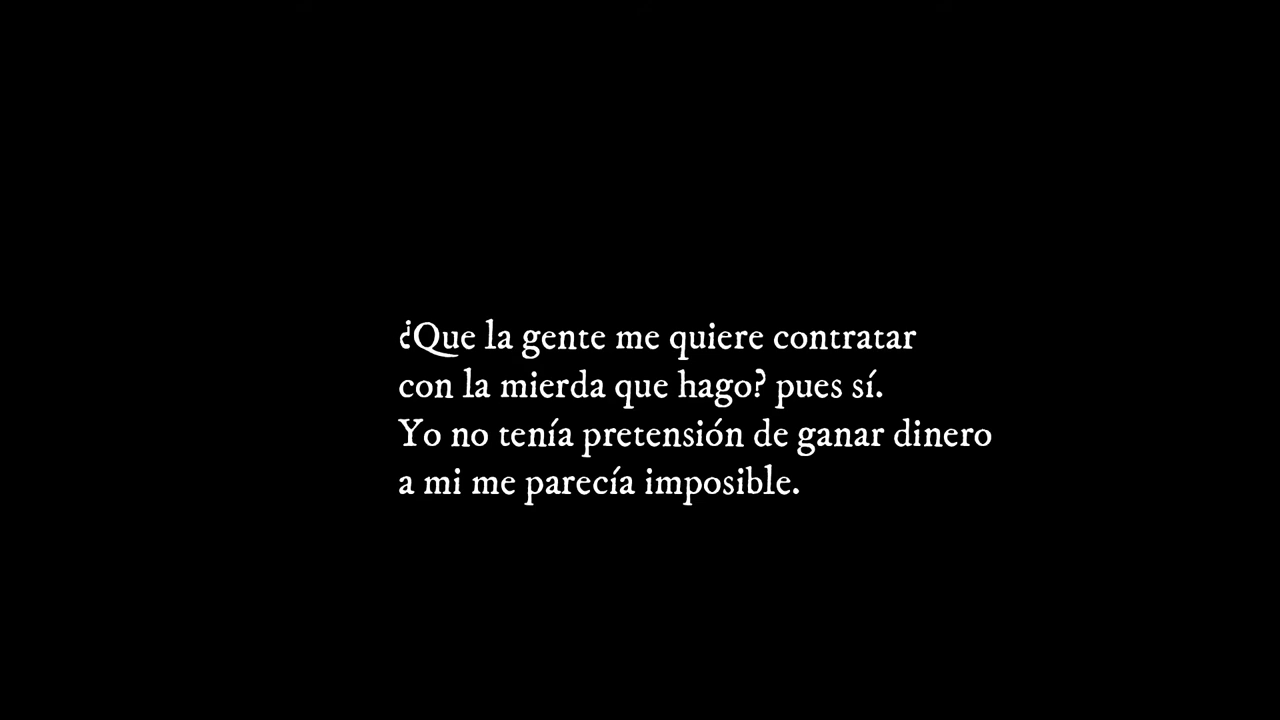 ¿Que la gente me quiere contratar
con la mierda que hago? pues sí.
Yo no tenía pretensión de ganar dinero
a mi me parecía imposible.